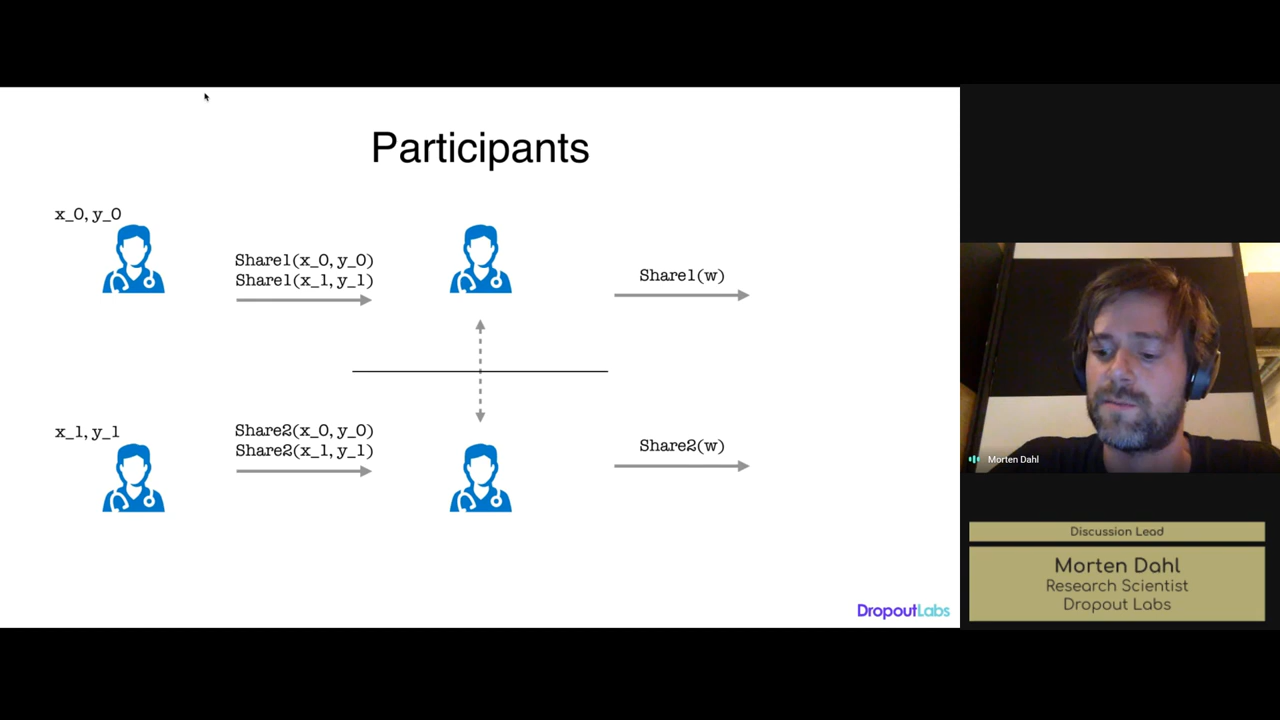 Participants
x_0, y_0
Share1(x_0, y_0)
Share1(x_1, y_1)
Share1(w)
x_1, y_1
Share2(x_0, y_0)
Share2(x_1, y_1)
Share2(w)
DropoutLabs
Morten Dahl
Discussion Lead
Morten Dahl
Research Scientist
Dropout Labs